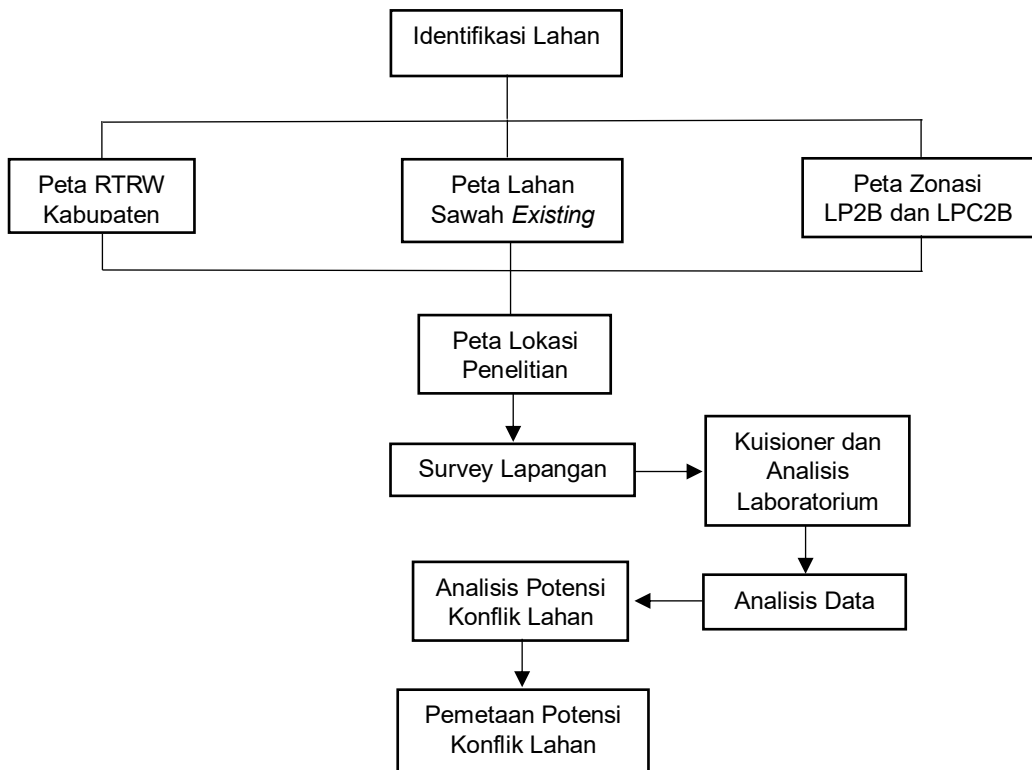 Identifikasi Lahan
Peta RTRW
Kabupaten
Peta Lahan
Sawah Existing
Peta Zonasi
LP2B dan LPC2B
Peta Lokasi
Penelitian
Survey Lapangan
Kuisioner dan
Analisis
Laboratorium
Analisis Potensi
Konflik Lahan
Analisis Data
Pemetaan Potensi
Konflik Lahan